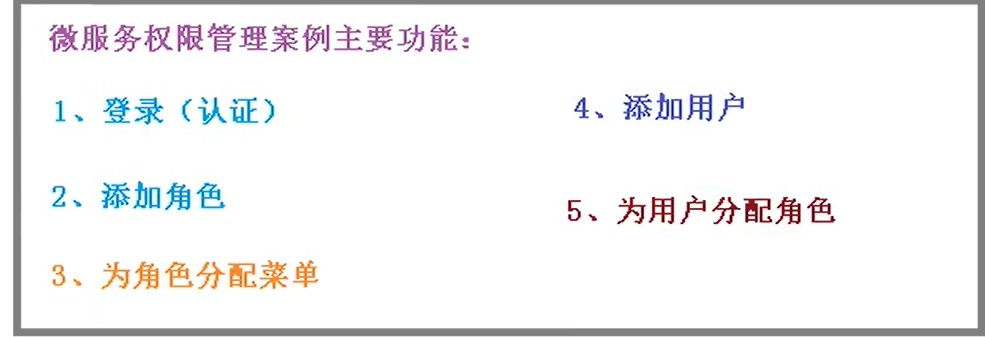 微服务权限管理案例主要功能：
1、登录（认证）
2、添加角色
3、为角色分配菜单
4、添加用户
5、为用户分配角色